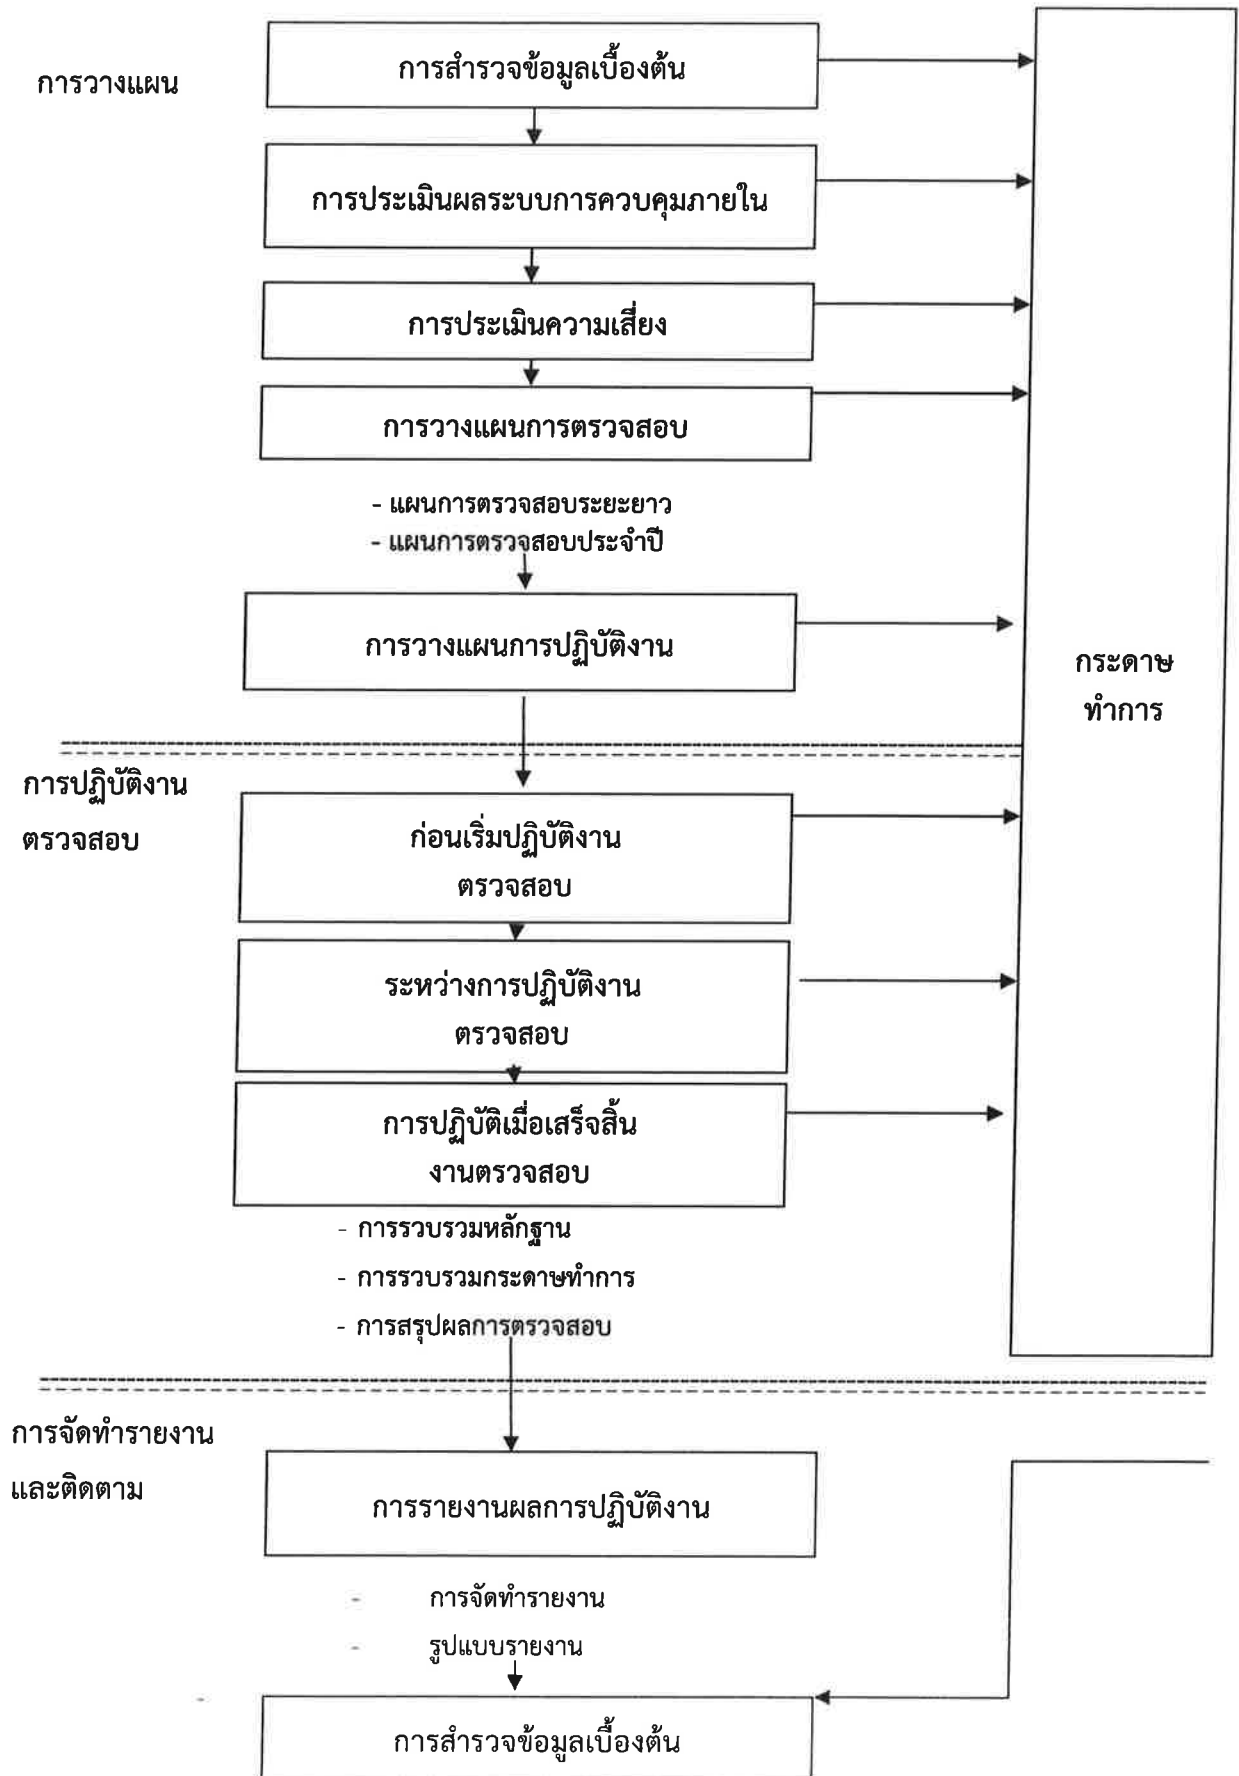 การวางแผน
การสำรวจข้อมูลเบื้องต้น
การประเมินผลระบบการควบคุมภายใน
การประเมินความเสี่ยง
การวางแผนการตรวจสอบ
- แผนการตรวจสอบระยะยาว
- แผนการตรวจสอบประจำปี
การวางแผนการปฏิบัติงาน
กระดาษ
ทำการ
การปฏิบัติงาน
ตรวจสอบ
ก่อนเริ่มปฏิบัติงาน
ตรวจสอบ
ระหว่างการปฏิบัติงาน
ตรวจสอบ
การปฏิบัติเมื่อเสร็จสิ้น
งานตรวจสอบ
- การรวบรวมหลักฐาน
- การรวบรวมกระดาษทำการ
- การสรุปผลการตรวจสอบ
การจัดทำรายงาน
และติดตาม
การรายงานผลการปฏิบัติงาน
- การจัดทำรายงาน
- รูปแบบรายงาน
-
การสำรวจข้อมูลเบื้องต้น